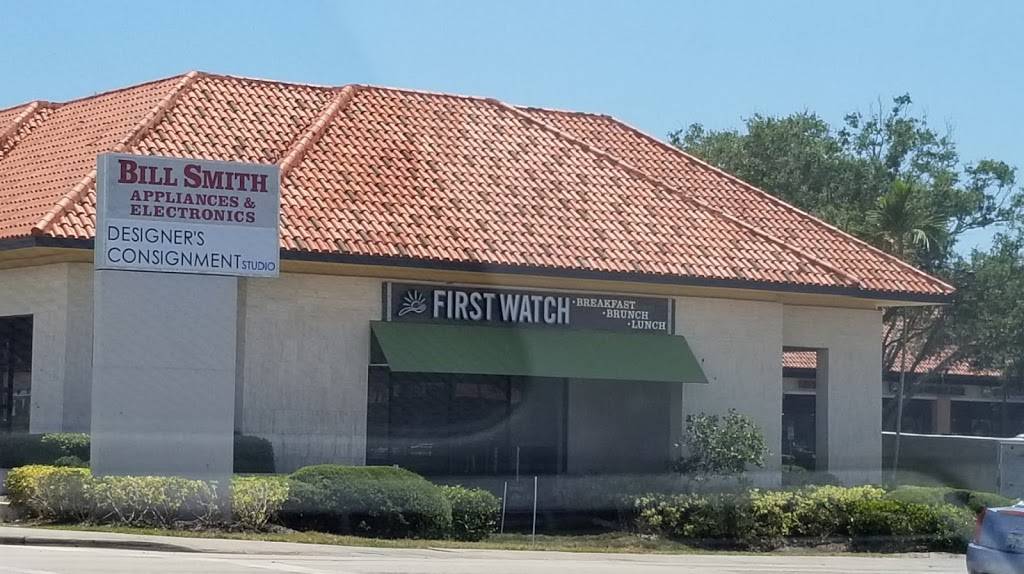 BILL SMITH
APPLIANCES &
ELECTRONICS
DESIGNER'S
CONSIGNMENT STUDIO
FIRST WATCH
·BREAKFAST
·BRUNCH
·LUNCH